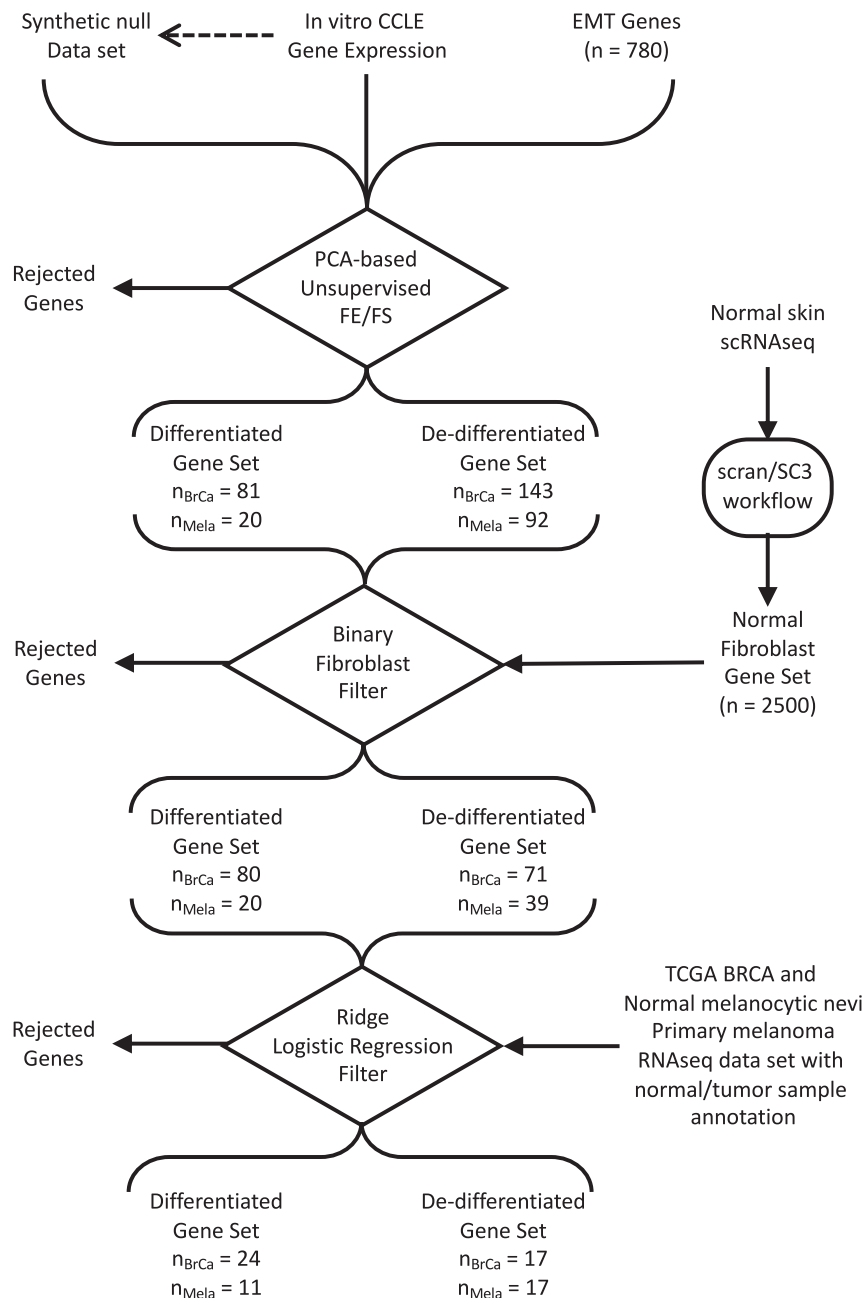 Synthetic null
Data set
In vitro CCLE
Gene Expression
EMT Genes
(n = 780)
PCA-based
Unsupervised
FE/FS
Rejected
Genes
Normal skin
scRNAseq
Differentiated
Gene Set
nBrCa = 81
nMela = 20
De-differentiated
Gene Set
nBrCa = 143
nMela = 92
scran/SC3
workflow
Binary
Fibroblast
Filter
Rejected
Genes
Normal
Fibroblast
Gene Set
(n = 2500)
Differentiated
Gene Set
nBrCa = 80
nMela = 20
De-differentiated
Gene Set
nBrCa = 71
nMela = 39
Ridge
Logistic Regression
Filter
Rejected
Genes
TCGA BRCA and
Normal melanocytic nevi
Primary melanoma
RNAseq data set with
normal/tumor sample
annotation
Differentiated
Gene Set
nBrCa = 24
nMela = 11
De-differentiated
Gene Set
nBrCa = 17
nMela = 17